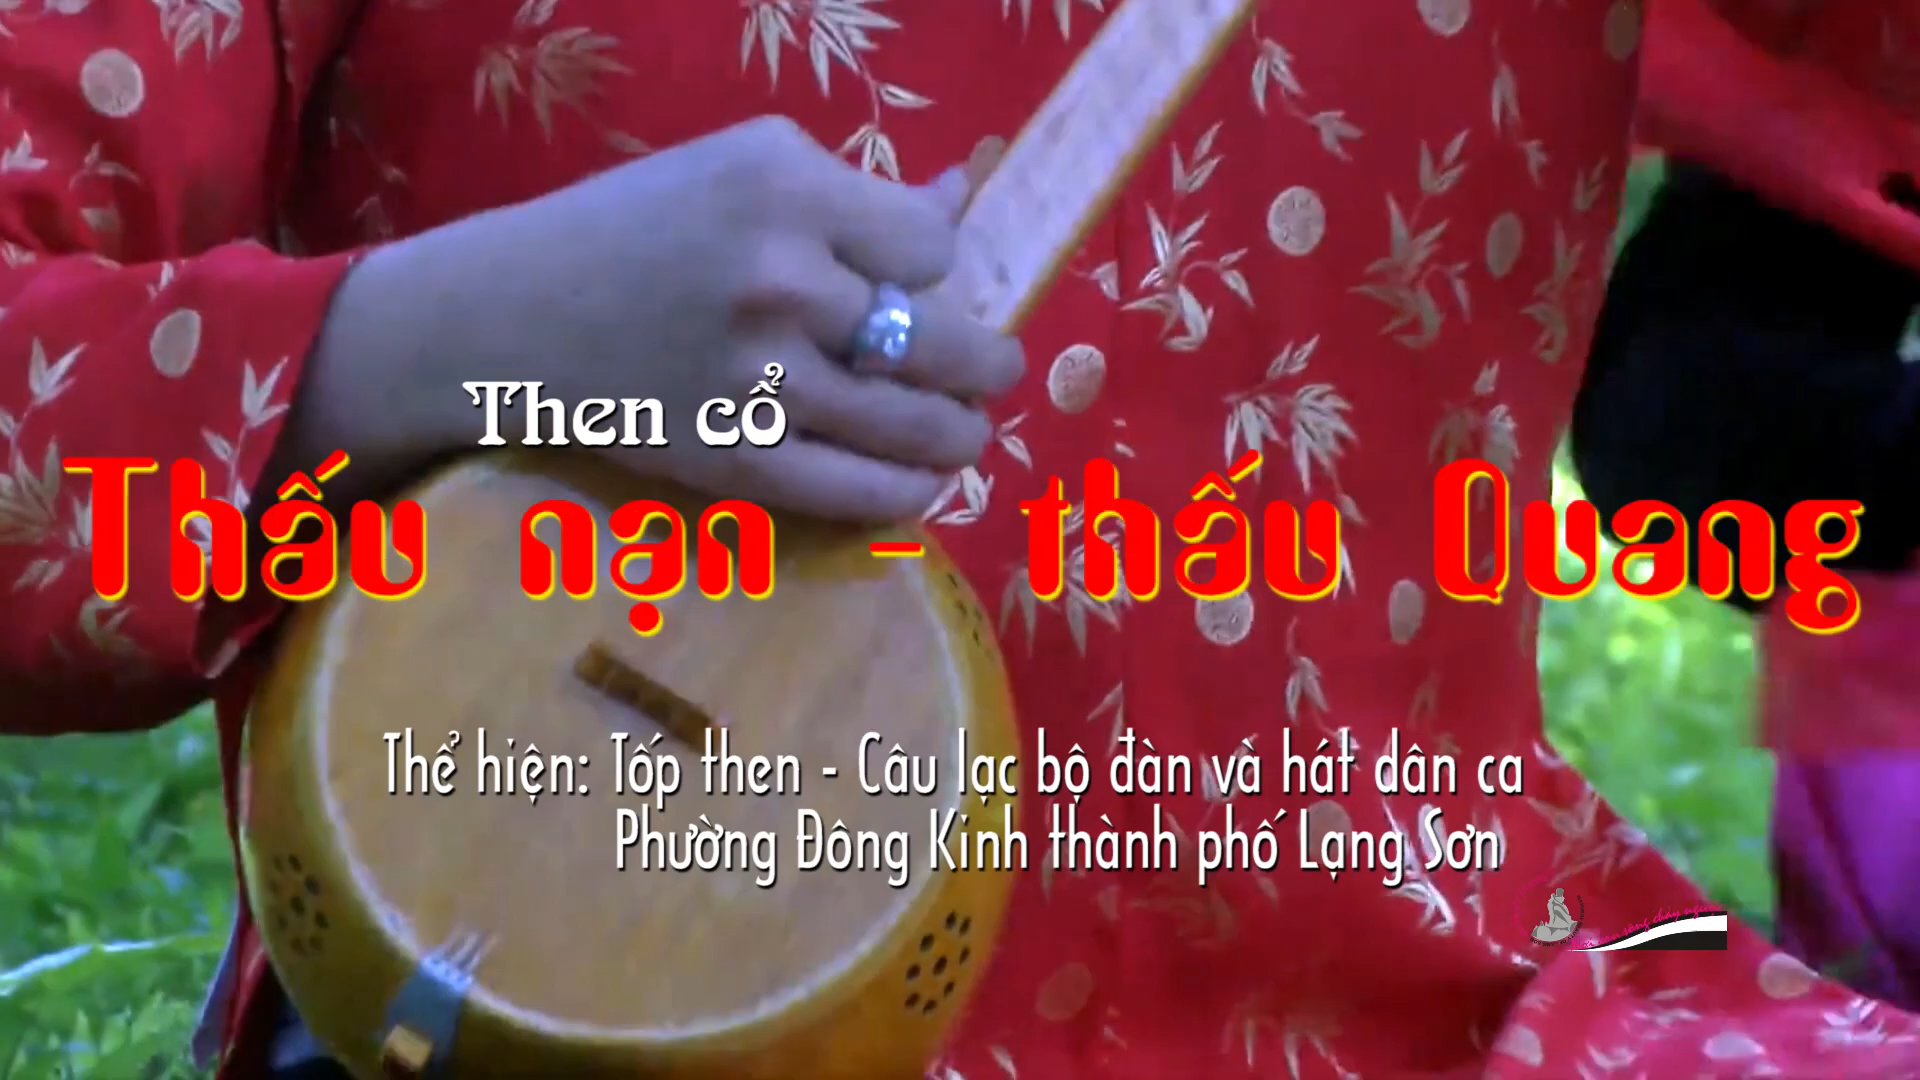 Then cổ
Thấu nạn - thấu Quang
Thể hiện: Tốp then - Câu lạc bộ đàn và hát dân ca
Phường Đông Kinh thành phố Lạng Sơn